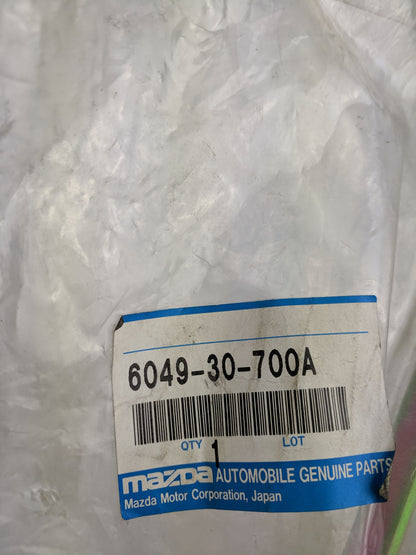 6049-30-700A
QTY 1 LOT
mazda AUTOMOBILE GENUINE PARTS
Mazda Motor Corporation, Japan